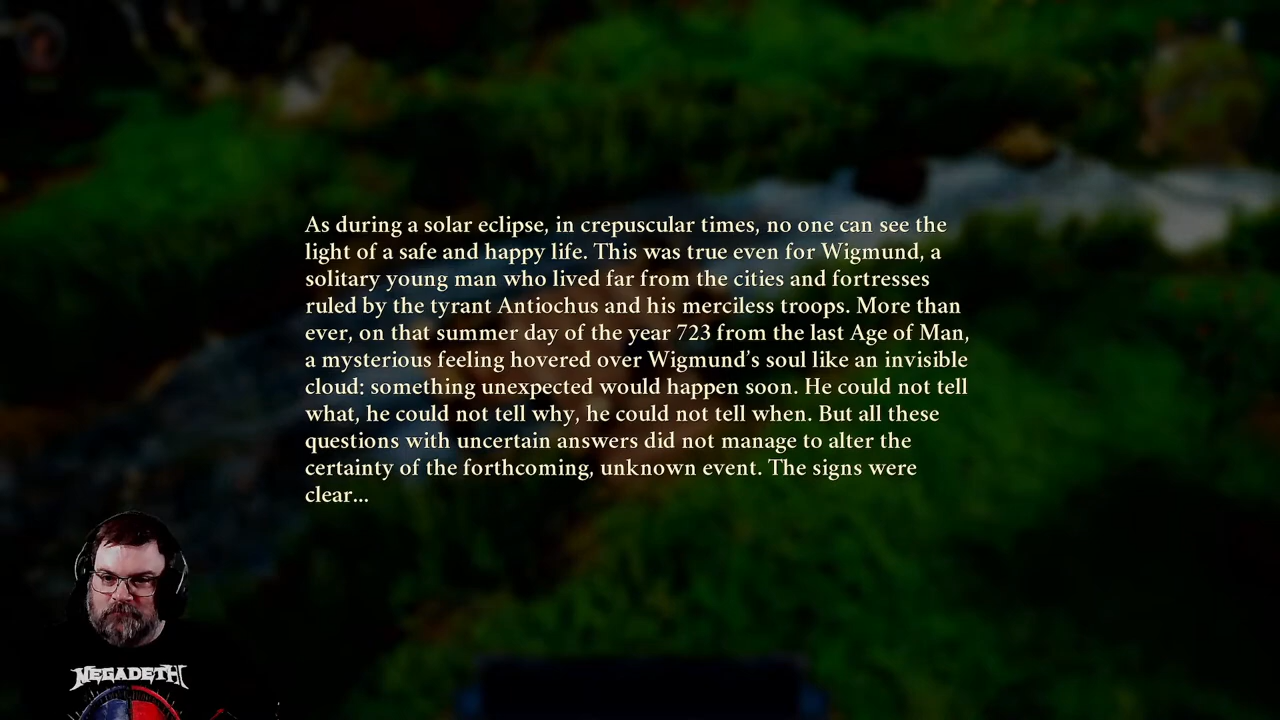 As during a solar eclipse, in crepuscular times, no one can see the
light of a safe and happy life. This was true even for Wigmund, a
solitary young man who lived far from the cities and fortresses
ruled by the tyrant Antiochus and his merciless troops. More than
ever, on that summer day of the year 723 from the last Age of Man,
a mysterious feeling hovered over Wigmund's soul like an invisible
cloud: something unexpected would happen soon. He could not tell
what, he could not tell why, he could not tell when. But all these
questions with uncertain answers did not manage to alter the
certainty of the forthcoming, unknown event. The signs were
clear...
MEGADETH